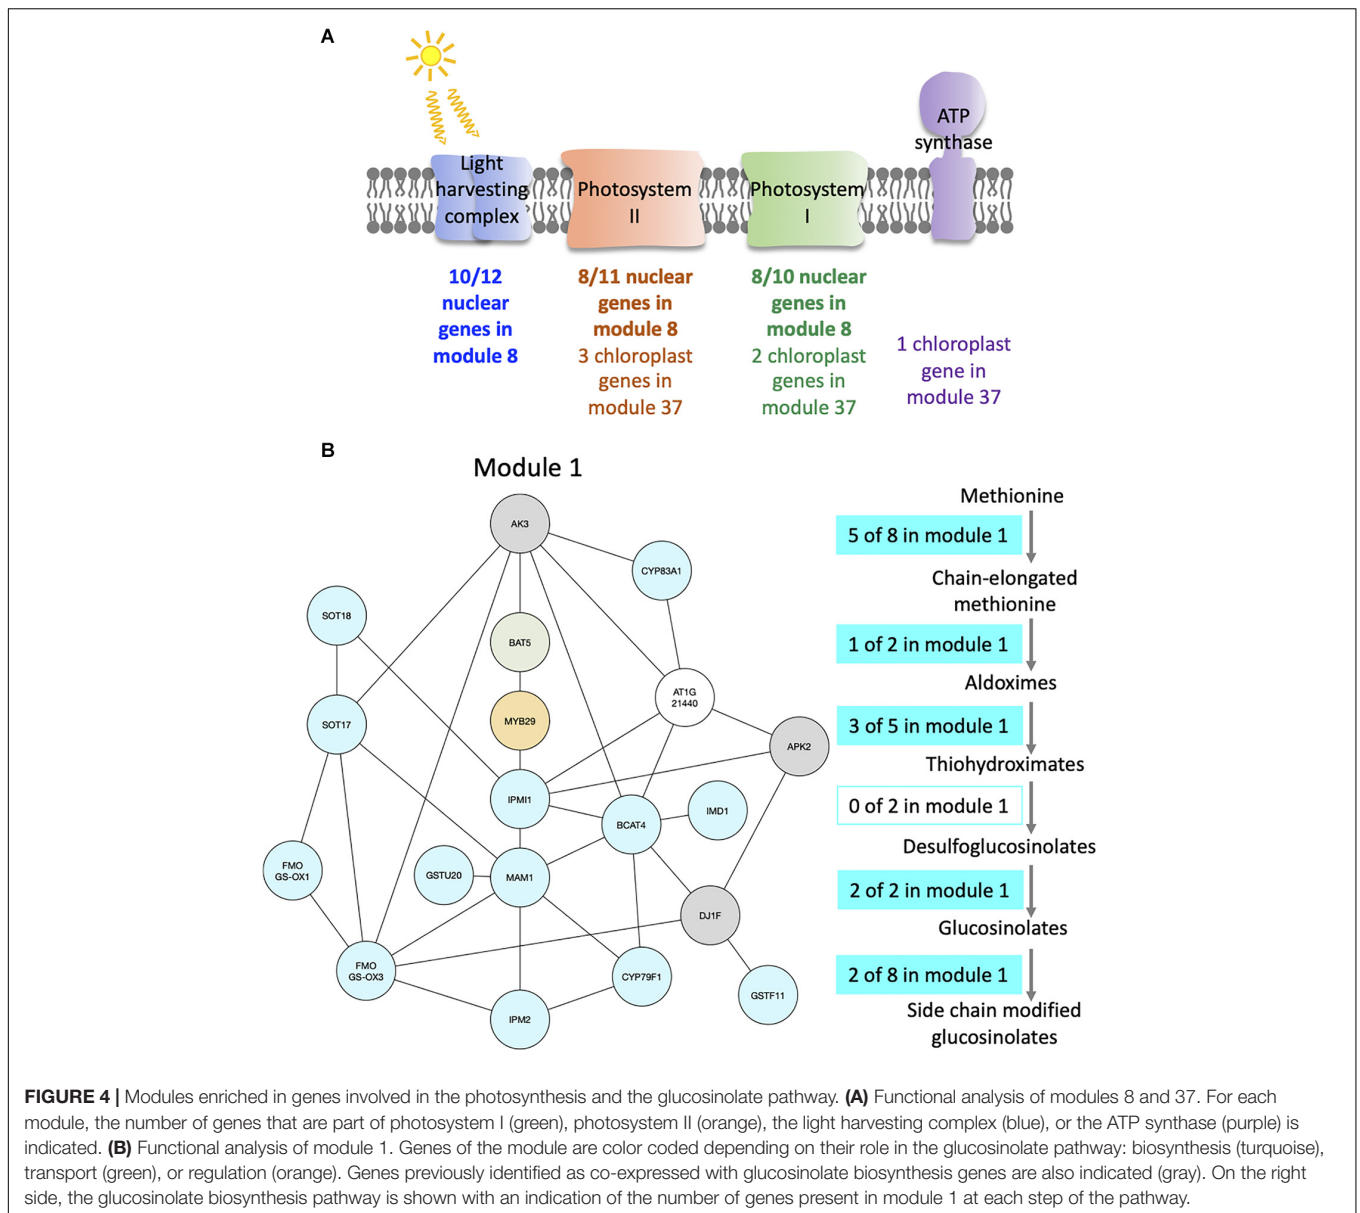 A
Light
harvesting
complex
Photosystem
II
Photosystem
I
ATP
synthase
10/12
nuclear
genes in
module 8
8/11 nuclear
genes in
module 8
3 chloroplast
genes in
module 37
8/10 nuclear
genes in
module 8
2 chloroplast
genes in
module 37
1 chloroplast
gene in
module 37
B
Module 1
AK3
CYP83A1
SOT18
BAT5
AT1G
21440
SOT17
MYB29
APK2
IPMI1
IMD1
BCAT4
FMO
GS-OX1
GSTU20
MAM1
DJ1F
FMO
GS-OX3
CYP79F1
GSTF11
IPM2
Methionine
5 of 8 in module 1
Chain-elongated
methionine
1 of 2 in module 1
Aldoximes
3 of 5 in module 1
Thiohydroximates
0 of 2 in module 1
Desulfoglucosinolates
2 of 2 in module 1
Glucosinolates
2 of 8 in module 1
Side chain modified
glucosinolates
FIGURE 4 | Modules enriched in genes involved in the photosynthesis and the glucosinolate pathway. (A) Functional analysis of modules 8 and 37. For each
module, the number of genes that are part of photosystem I (green), photosystem II (orange), the light harvesting complex (blue), or the ATP synthase (purple) is
indicated. (B) Functional analysis of module 1. Genes of the module are color coded depending on their role in the glucosinolate pathway: biosynthesis (turquoise),
transport (green), or regulation (orange). Genes previously identified as co-expressed with glucosinolate biosynthesis genes are also indicated (gray). On the right
side, the glucosinolate biosynthesis pathway is shown with an indication of the number of genes present in module 1 at each step of the pathway.